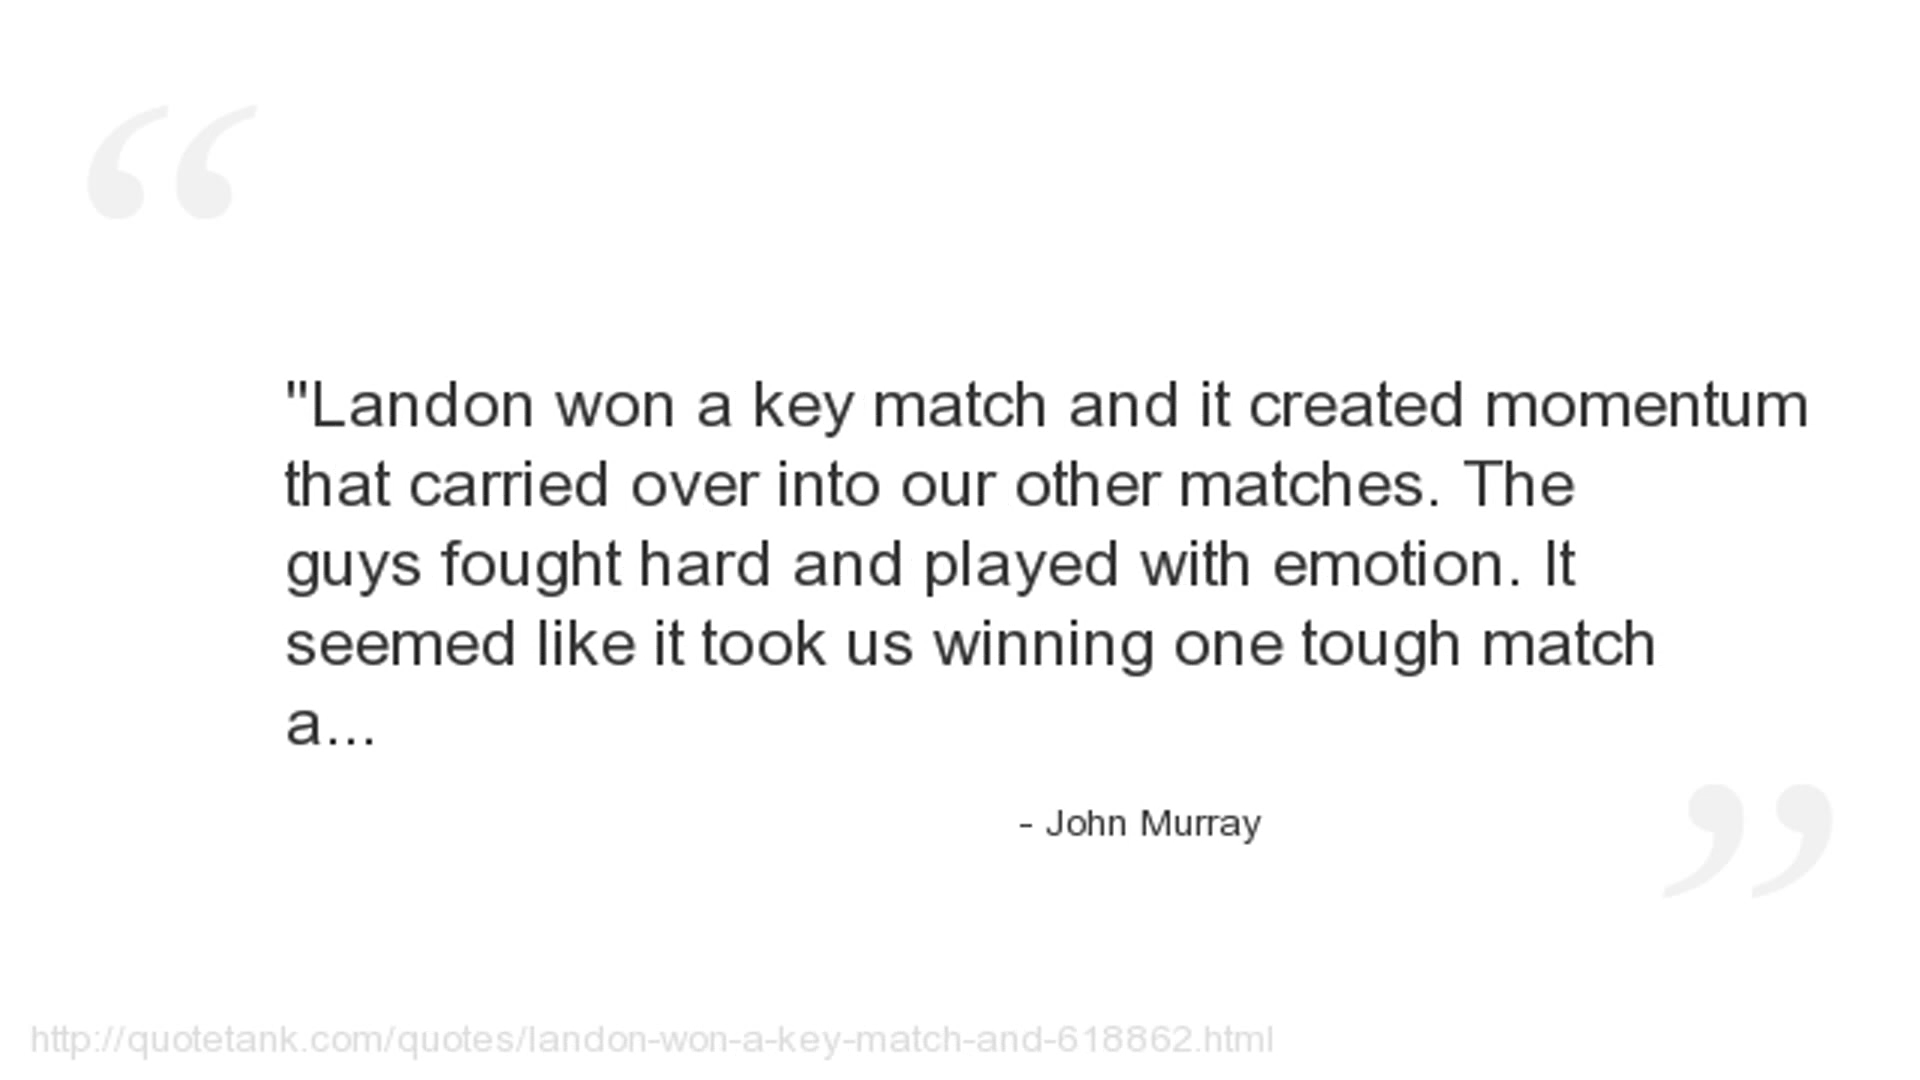 “
"Landon won a key match and it created momentum
that carried over into our other matches. The
guys fought hard and played with emotion. It
seemed like it took us winning one tough match
a...
- John Murray
”
http://quotetank.com/quotes/landon-won-a-key-match-and-618862.html